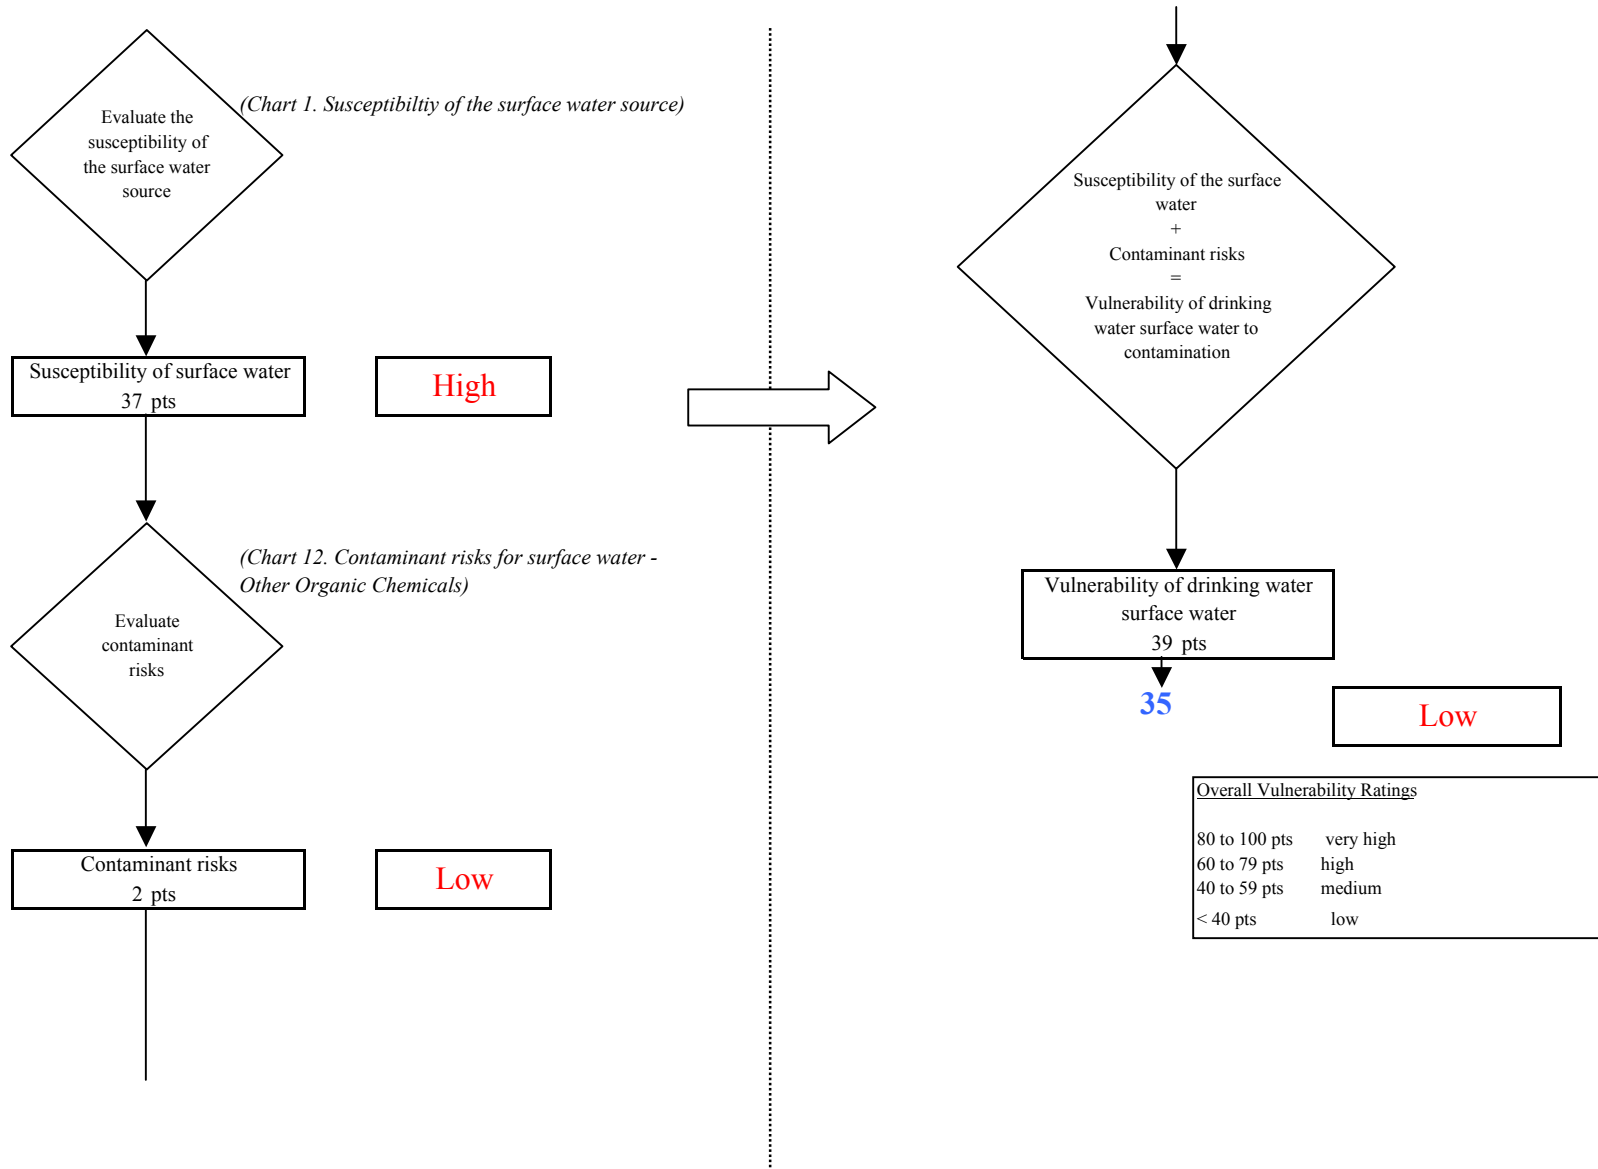 Evaluate the
susceptibility of
the surface water
source
(Chart 1. Susceptibiltiy of the surface water source)
Susceptibility of surface water
37 pts
High
(Chart 12. Contaminant risks for surface water -
Other Organic Chemicals)
Evaluate
contaminant
risks
Contaminant risks
2 pts
Low
Susceptibility of the surface
water
+
Contaminant risks
=
Vulnerability of drinking
water surface water to
contamination
Vulnerability of drinking water
surface water
39 pts
35
Low
Overall Vulnerability Ratings
80 to 100 pts very high
60 to 79 pts high
40 to 59 pts medium
< 40 pts low